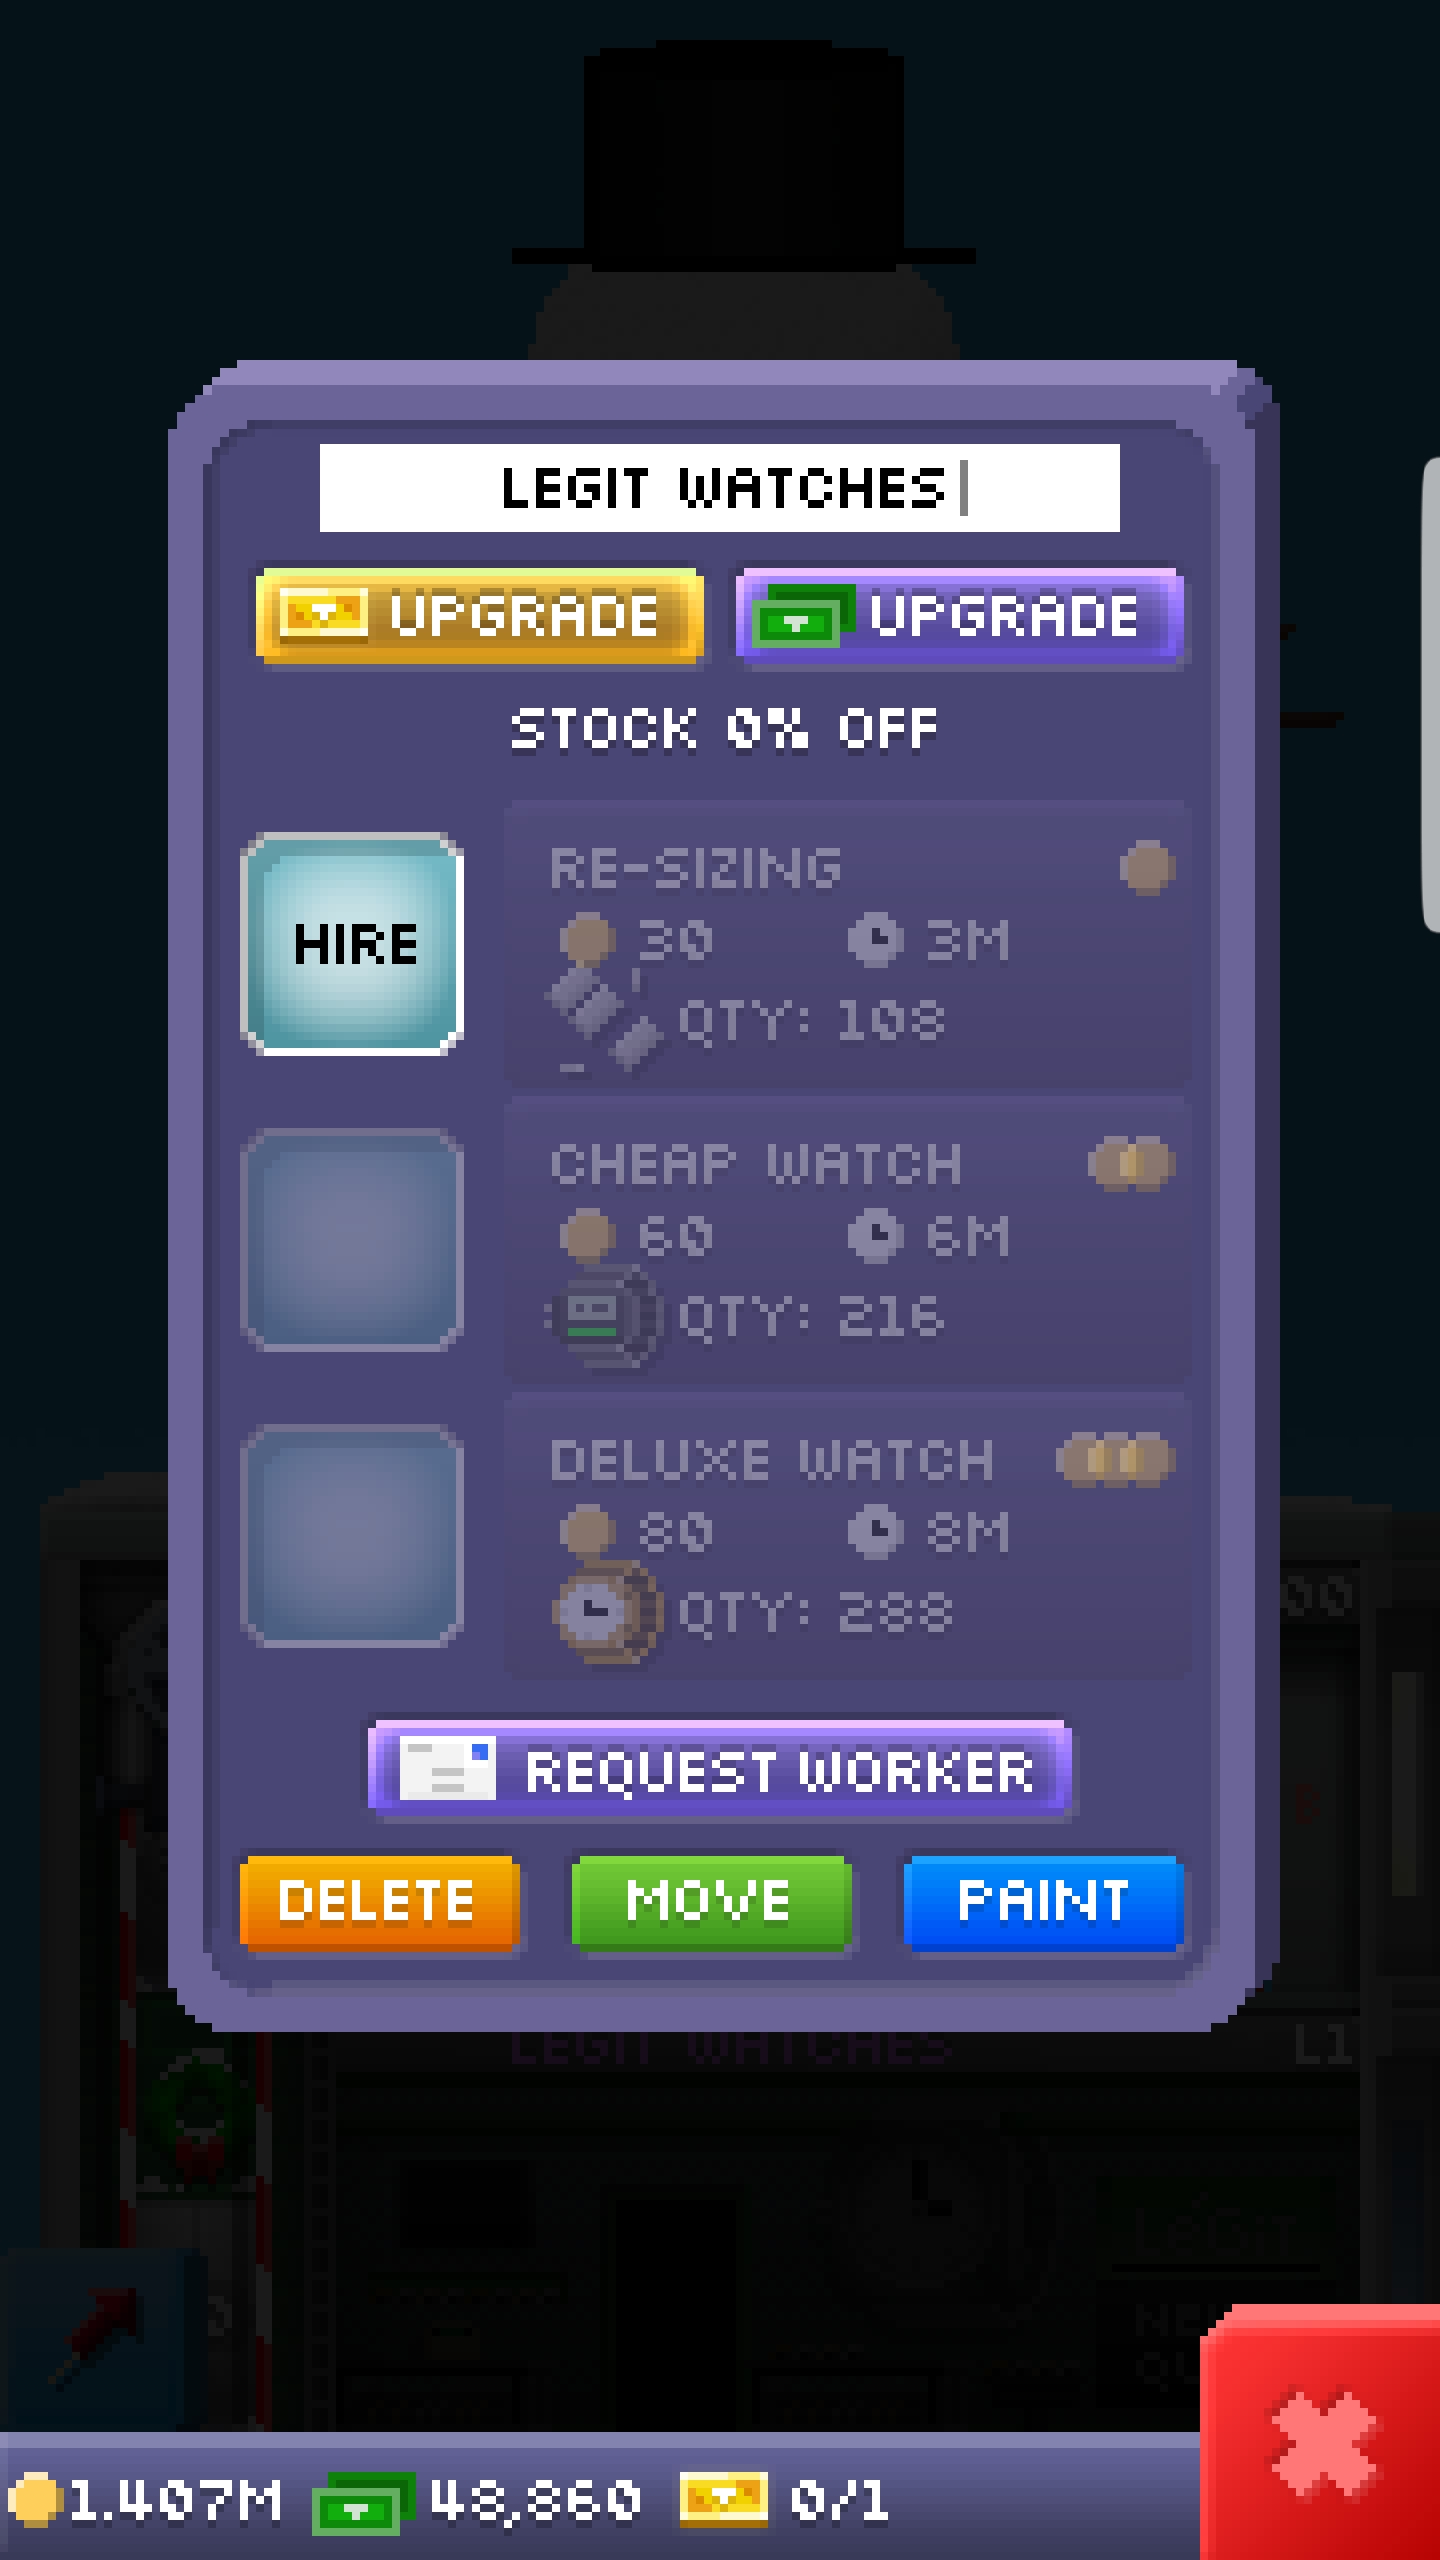 LEGIT WATCHES
UPGRADE UPGRADE
STOCK 0% OFF
HIRE
RE-SIZING
30 3M
QTY: 108
CHEAP WATCH
60 6M
QTY: 216
DELUXE WATCH
80 8M
QTY: 288
REQUEST WORKER
DELETE MOVE PAINT
LEGIT WATCHES L1
1.407M 48,860 0/1